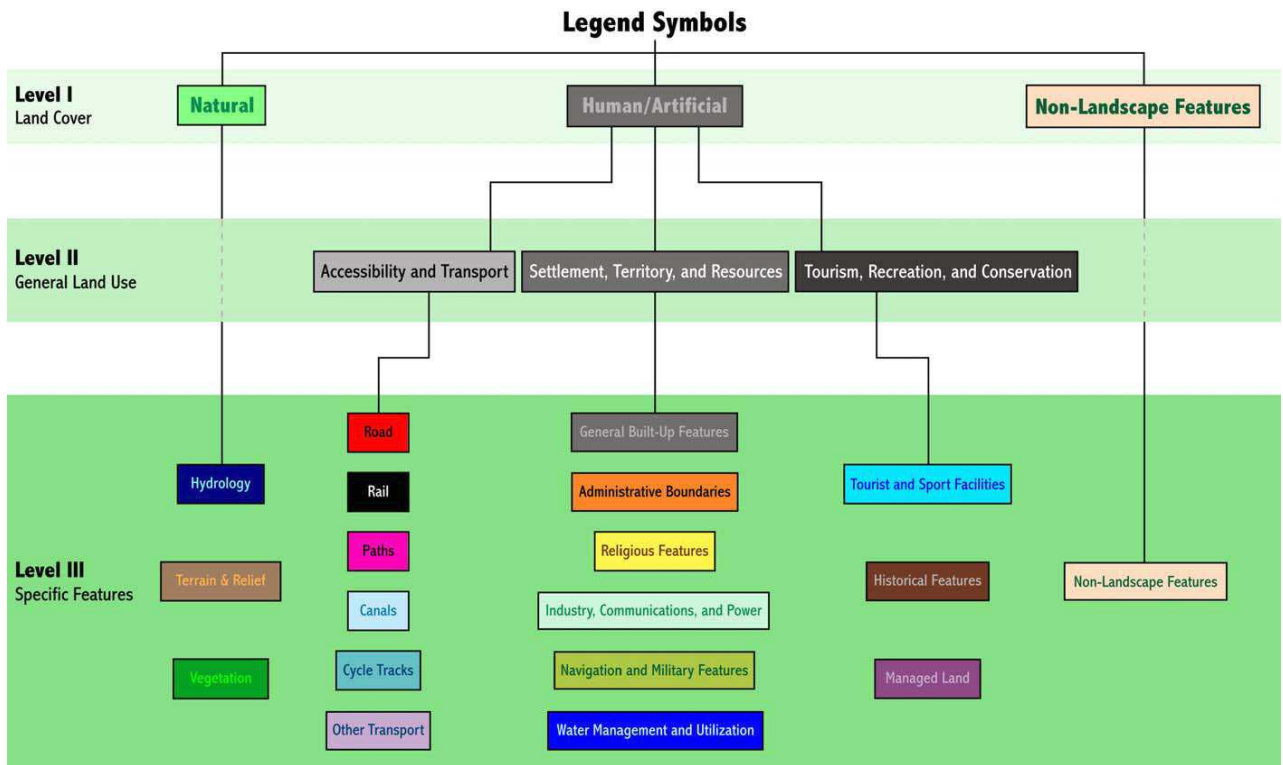 Legend Symbols
Level I
Land Cover
Natural
Human/Artificial
Non-Landscape Features
Level II
General Land Use
Accessibility and Transport
Settlement, Territory, and Resources
Tourism, Recreation, and Conservation
Level III
Specific Features
Hydrology
Terrain & Relief
Vegetation
Road
Rail
Paths
Canals
Cycle Tracks
Other Transport
General Built-Up Features
Administrative Boundaries
Religious Features
Industry, Communications, and Power
Navigation and Military Features
Water Management and Utilization
Tourist and Sport Facilities
Historical Features
Managed Land
Non-Landscape Features